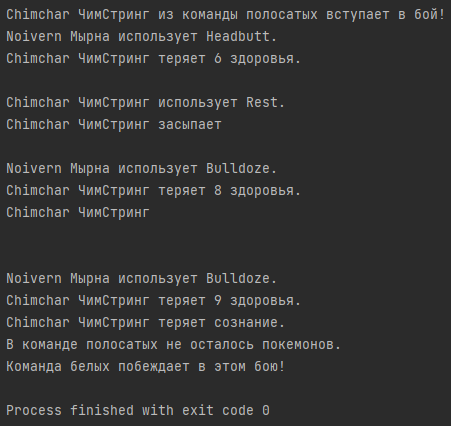 Chimchar ЧимСтринг из команды полосатых вступает в бой!
Noivern Мырна использует Headbutt.
Chimchar ЧимСтринг теряет 6 здоровья.
Chimchar ЧимСтринг использует Rest.
Chimchar ЧимСтринг засыпает
Noivern Мырна использует Bulldoze.
Chimchar ЧимСтринг теряет 8 здоровья.
Chimchar ЧимСтринг
Noivern Мырна использует Bulldoze.
Chimchar ЧимСтринг теряет 9 здоровья.
Chimchar ЧимСтринг теряет сознание.
В команде полосатых не осталось покемонов.
Команда белых побеждает в этом бою!
Process finished with exit code 0